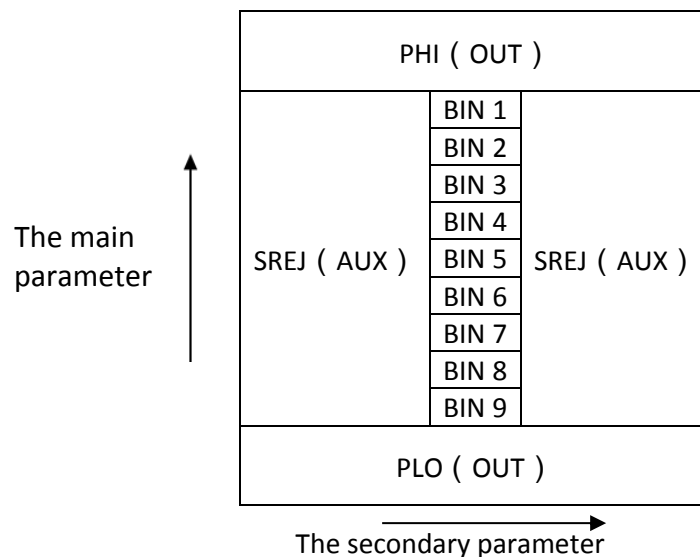 PHI ( OUT )
BIN 1
BIN 2
BIN 3
BIN 4
The main
parameter
SREJ ( AUX )
BIN 5
SREJ ( AUX )
BIN 6
BIN 7
BIN 8
BIN 9
PLO ( OUT )
The secondary parameter